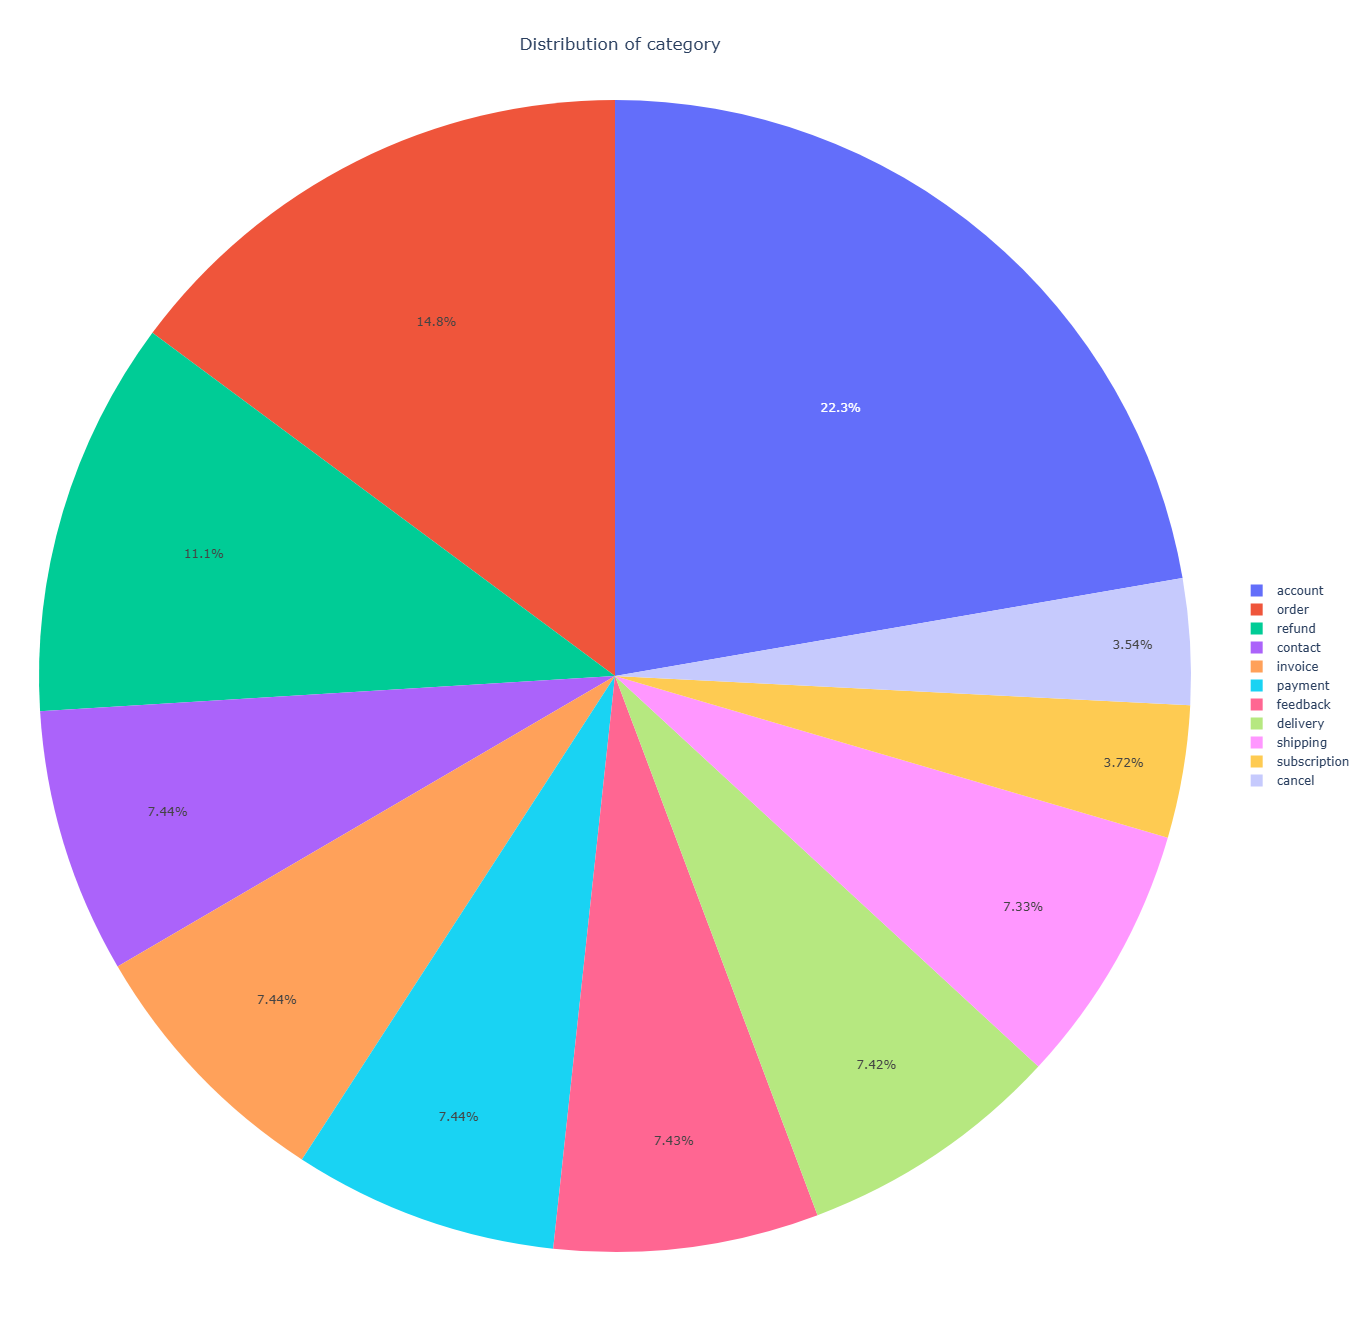 Distribution of category
14.8%
22.3%
11.1%
3.54%
3.72%
7.44%
7.33%
7.44%
7.42%
7.44%
7.43%
account
order
refund
contact
invoice
payment
feedback
delivery
shipping
subscription
cancel